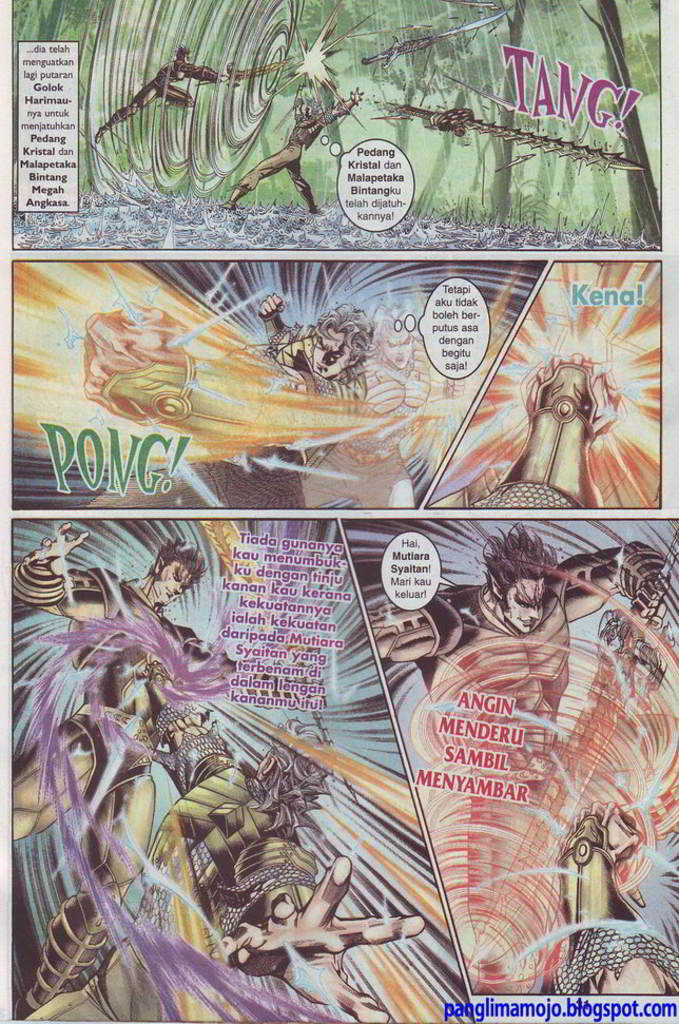 ...dia telah
menguatkan
lagi putaran
Golok
Harimau-
nya untuk
menjatuhkan
Pedang
Kristal dan
Malapetaka
Bintang
Megah
Angkasa.
TANG!
Pedang
Kristal dan
Malapetaka
Bintangku
telah dijatuh-
kannya!
Tetapi
aku tidak
boleh ber-
putus asa
dengan
begitu
saja!
PONG!
Kena!
Tiada gunanya
kau menumbuk-
ku dengan tinju
kanan kau kerana
kekuatannya
ialah kekuatan
daripada Mutiara
Syaitan yang
terbenam di
dalam lengan
kananmu itu!
Hai,
Mutiara
Syaitan!
Mari kau
keluar!
ANGIN
MENDERU
SAMBIL
MENYAMBAR
panglimamojo.blogspot.com